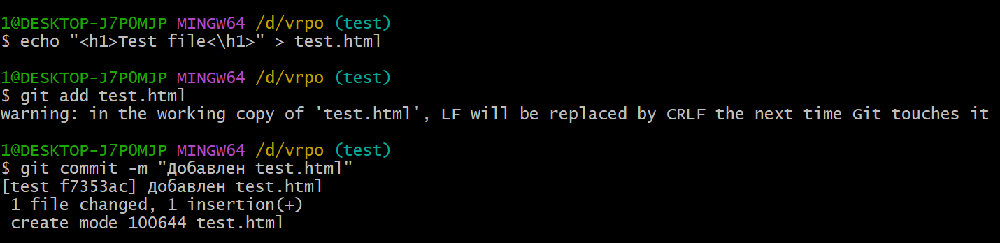 1@DESKTOP-J7P0MJP MINGW64 /d/vrpo (test)
$ echo "<h1>Test file<\h1>" > test.html
1@DESKTOP-J7P0MJP MINGW64 /d/vrpo (test)
$ git add test.html
warning: in the working copy of 'test.html', LF will be replaced by CRLF the next time Git touches it
1@DESKTOP-J7P0MJP MINGW64 /d/vrpo (test)
$ git commit -m "Добавлен test.html"
[test f7353ac] Добавлен test.html
1 file changed, 1 insertion(+)
create mode 100644 test.html